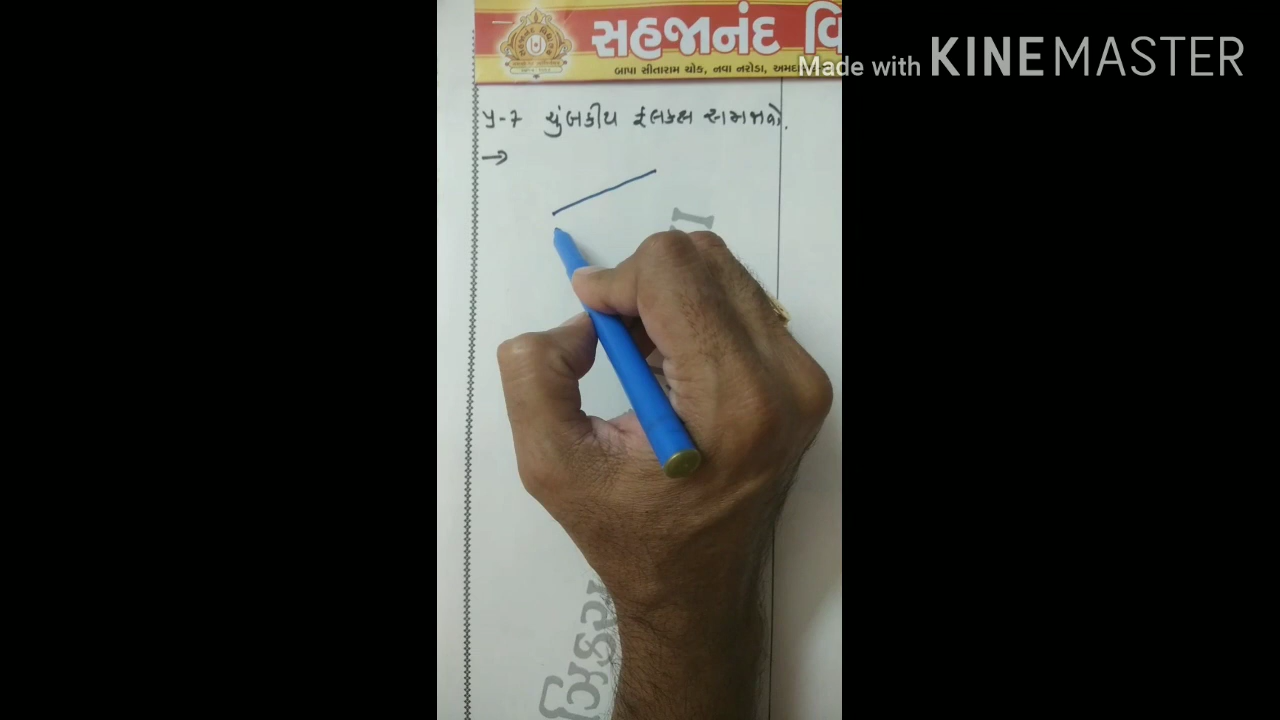 સહજાનંદ વિ
બાપા સીતારામ ચોક, નવા નરોડા, અમદા
Made with KINEMASTER
પ્ર-7 ચુંબકીય ફ્લક્સ સમજાવો.
→